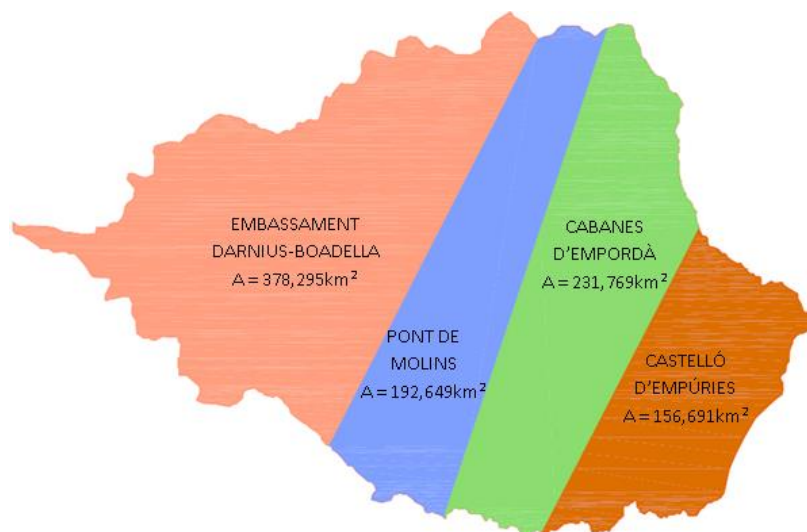 EMBASSAMENT
DARNIUS-BOADELLA
A = 378,295km²
PONT DE
MOLINS
A = 192,649km²
CABANES
D'EMPORDÀ
A = 231,769km²
CASTELLÓ
D'EMPÚRIES
A = 156,691km²